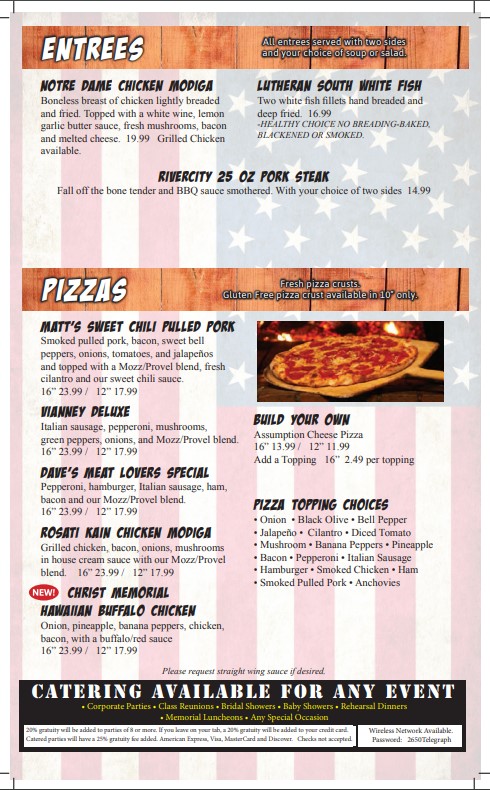 ENTREES
All entrees served with two sides
and your choice of soup or salad.
NOTRE DAME CHICKEN MODIGA
Boneless breast of chicken lightly breaded
and fried. Topped with a white wine, lemon
garlic butter sauce, fresh mushrooms, bacon
and melted cheese. 19.99 Grilled Chicken
available.
LUTHERAN SOUTH WHITE FISH
Two white fish fillets hand breaded and
deep fried. 16.99
-HEALTHY CHOICE NO BREADING-BAKED,
BLACKENED OR SMOKED.
RIVERCITY 25 OZ PORK STEAK
Fall off the bone tender and BBQ sauce smothered. With your choice of two sides 14.99
PIZZAS
Fresh pizza crusts.
Gluten Free pizza crust available in 10" only.
MATT'S SWEET CHILI PULLED PORK
Smoked pulled pork, bacon, sweet bell
peppers, onions, tomatoes, and jalapeños
and topped with a Mozz/Provel blend, fresh
cilantro and our sweet chili sauce.
16" 23.99 / 12" 17.99
VIANNEY DELUXE
Italian sausage, pepperoni, mushrooms,
green peppers, onions, and Mozz/Provel blend.
16" 23.99 / 12" 17.99
DAVE'S MEAT LOVERS SPECIAL
Pepperoni, hamburger, Italian sausage, ham,
bacon and our Mozz/Provel blend.
16" 23.99 / 12" 17.99
ROSATI KAIN CHICKEN MODIGA
Grilled chicken, bacon, onions, mushrooms
in house cream sauce with our Mozz/Provel
blend. 16" 23.99 / 12" 17.99
NEW! CHRIST MEMORIAL
HAWAIIAN BUFFALO CHICKEN
Onion, pineapple, banana peppers, chicken,
bacon, with a buffalo/red sauce
16" 23.99 / 12" 17.99
BUILD YOUR OWN
Assumption Cheese Pizza
16" 13.99 / 12" 11.99
Add a Topping 16" 2.49 per topping
PIZZA TOPPING CHOICES
• Onion • Black Olive • Bell Pepper
• Jalapeño • Cilantro • Diced Tomato
• Mushroom • Banana Peppers • Pineapple
• Bacon • Pepperoni • Italian Sausage
• Hamburger • Smoked Chicken • Ham
• Smoked Pulled Pork • Anchovies
Please request straight wing sauce if desired.
CATERING AVAILABLE FOR ANY EVENT
• Corporate Parties • Class Reunions • Bridal Showers • Baby Showers • Rehearsal Dinners
• Memorial Luncheons • Any Special Occasion
20% gratuity will be added to parties of 8 or more. If you leave on your tab, a 20% gratuity will be added to your credit card.
Catered parties will have a 25% gratuity fee added. American Express, Visa, MasterCard and Discover. Checks not accepted.
Wireless Network Available.
Password: 2650Telegraph